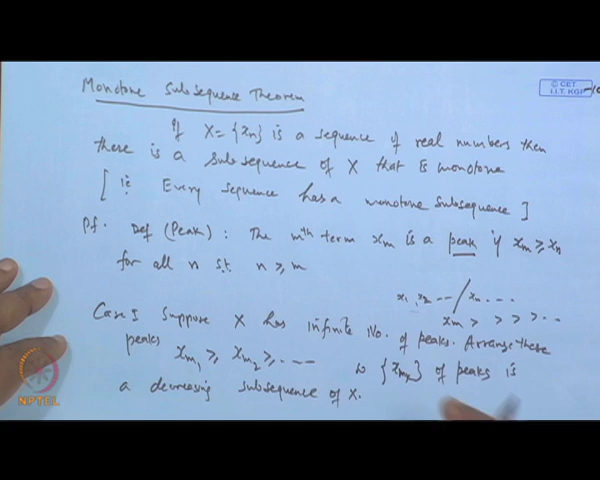 Monotone Subsequence Theorem
© CET
I.I.T. KGP
If X = {xn} is a sequence of real numbers then
there is a subsequence of X that is monotone
[ ie. Every sequence has a monotone subsequence ]
Pf. Def (Peak) : The mth term xm is a peak if xm ≥ xn
for all n s.t. n ≥ m
x1, x2 -- / xn ---
xm > > > > ..
Case I Suppose X has infinite No. of peaks. Arrange these
peaks xm1 ≥, xm2 ≥, ---- so {xmk} of peaks is
a decreasing subsequence of X.
NPTEL